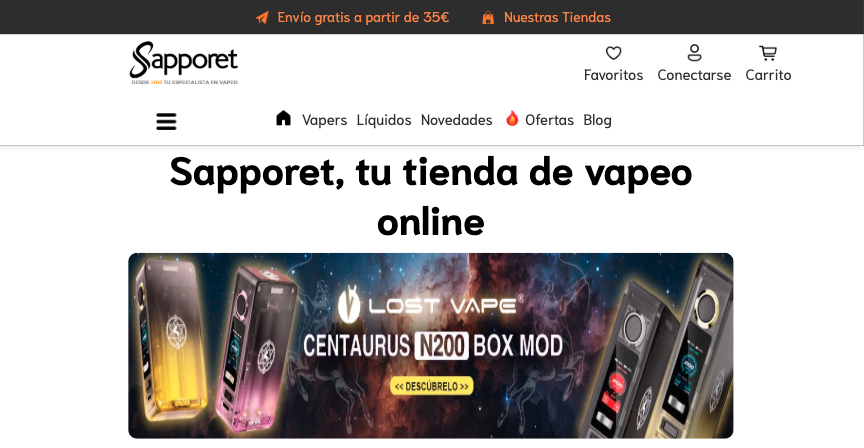 Envío gratis a partir de 35€ Nuestras Tiendas
Sapporet
DESDE 2013 TU ESPECIALISTA EN VAPEO
Favoritos Conectarse Carrito
Vapers Líquidos Novedades Ofertas Blog
Sapporet, tu tienda de vapeo
online
LOST VAPE®
CENTAURUS N200 BOX MOD
<< DESCÚBRELO >>